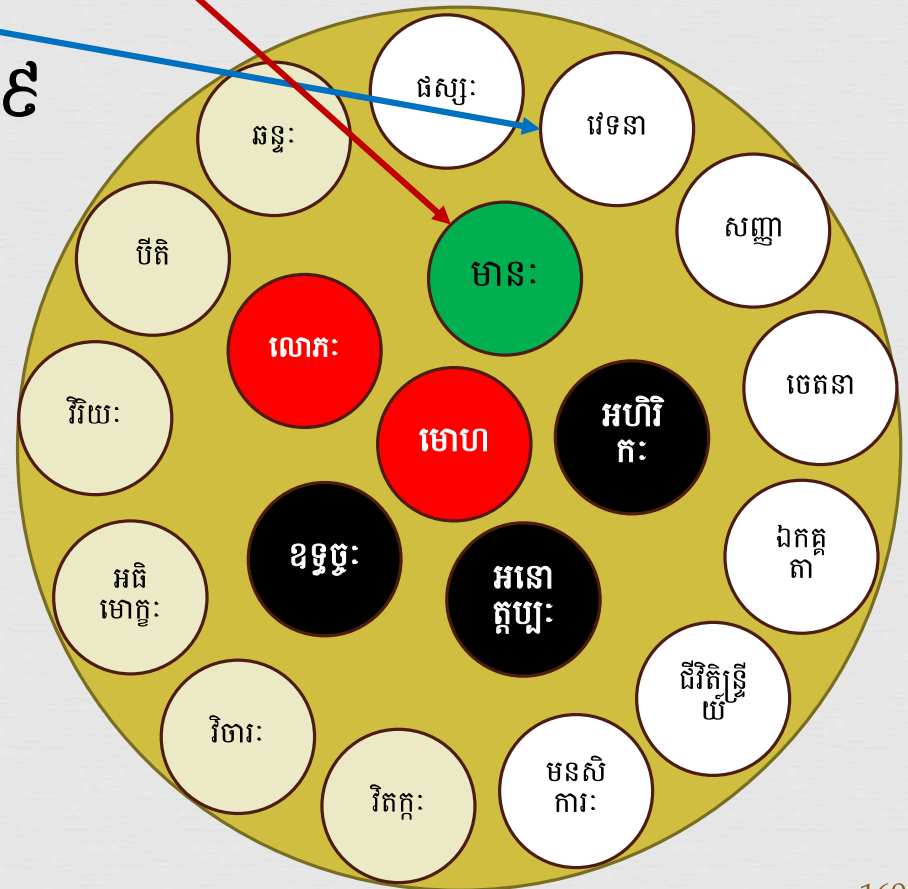 ៩
ផស្សៈ
វេទនា
សញ្ញា
ចេតនា
ឯកគ្គ
តា
ជីវិតិន្ទ្រី
យ៍
មនសិ
ការៈ
វិតក្កៈ
វិចារៈ
អធិ
មោក្ខៈ
វិរិយៈ
បីតិ
ឆន្ទៈ
មានៈ
លោភៈ
មោហ
អហិរិ
កៈ
ឧទ្ធច្ចៈ
អនោ
ត្តប្បៈ